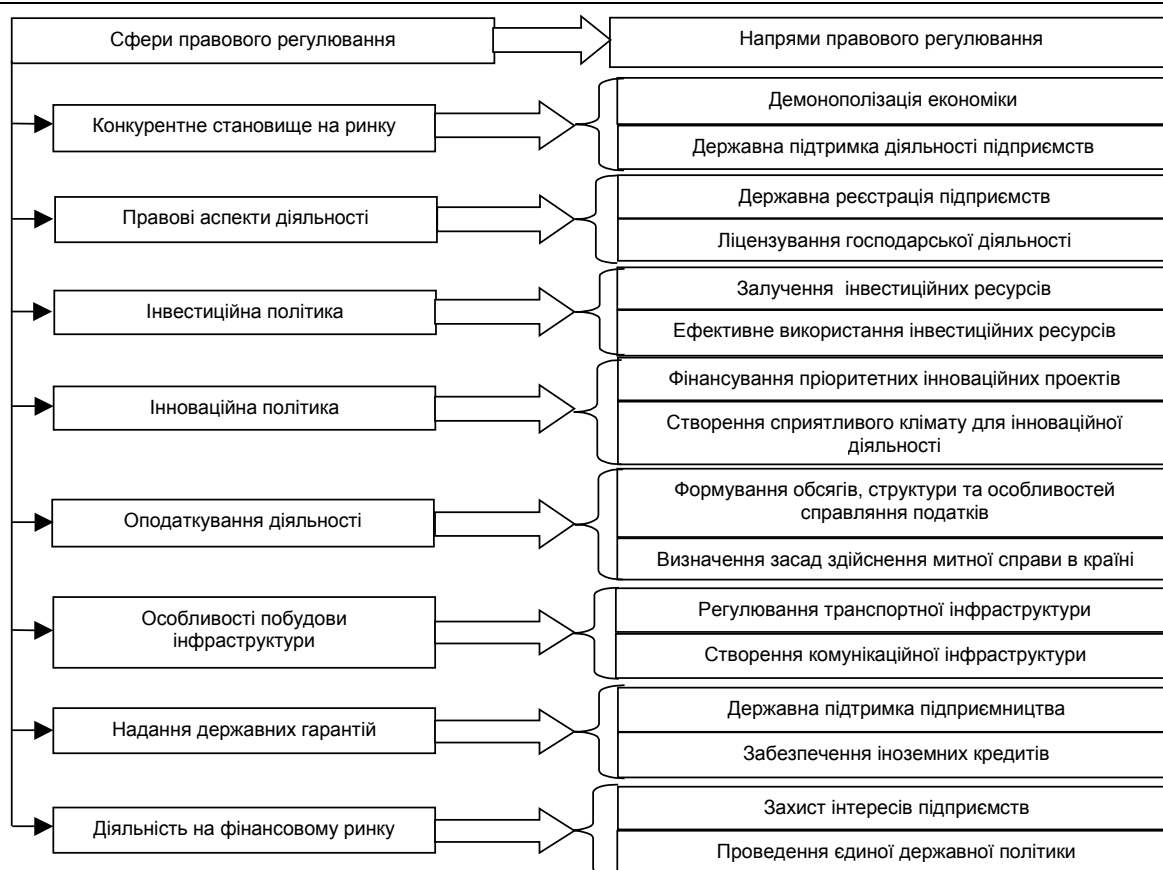 Сфери правового регулювання
Напрями правового регулювання
Конкурентне становище на ринку
Демонополізація економіки
Державна підтримка діяльності підприємств
Правові аспекти діяльності
Державна реєстрація підприємств
Ліцензування господарської діяльності
Інвестиційна політика
Залучення інвестиційних ресурсів
Ефективне використання інвестиційних ресурсів
Інноваційна політика
Фінансування пріоритетних інноваційних проектів
Створення сприятливого клімату для інноваційної
діяльності
Оподаткування діяльності
Формування обсягів, структури та особливостей
справляння податків
Визначення засад здійснення митної справи в країні
Особливості побудови
інфраструктури
Регулювання транспортної інфраструктури
Створення комунікаційної інфраструктури
Надання державних гарантій
Державна підтримка підприємництва
Забезпечення іноземних кредитів
Діяльність на фінансовому ринку
Захист інтересів підприємств
Проведення єдиної державної політики